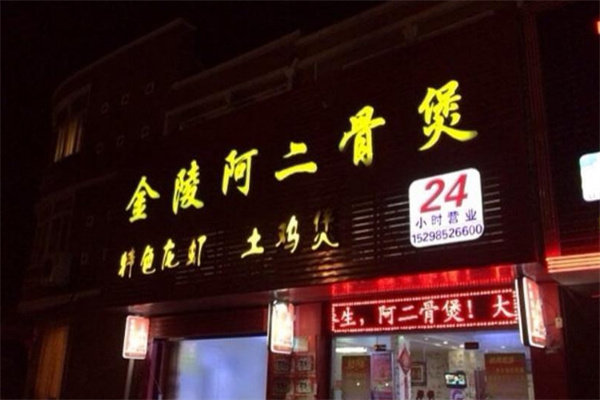 金陵阿二骨煲
特色龙虾 土鸡煲
24
小时营业
15298526600
生，阿二骨煲！大